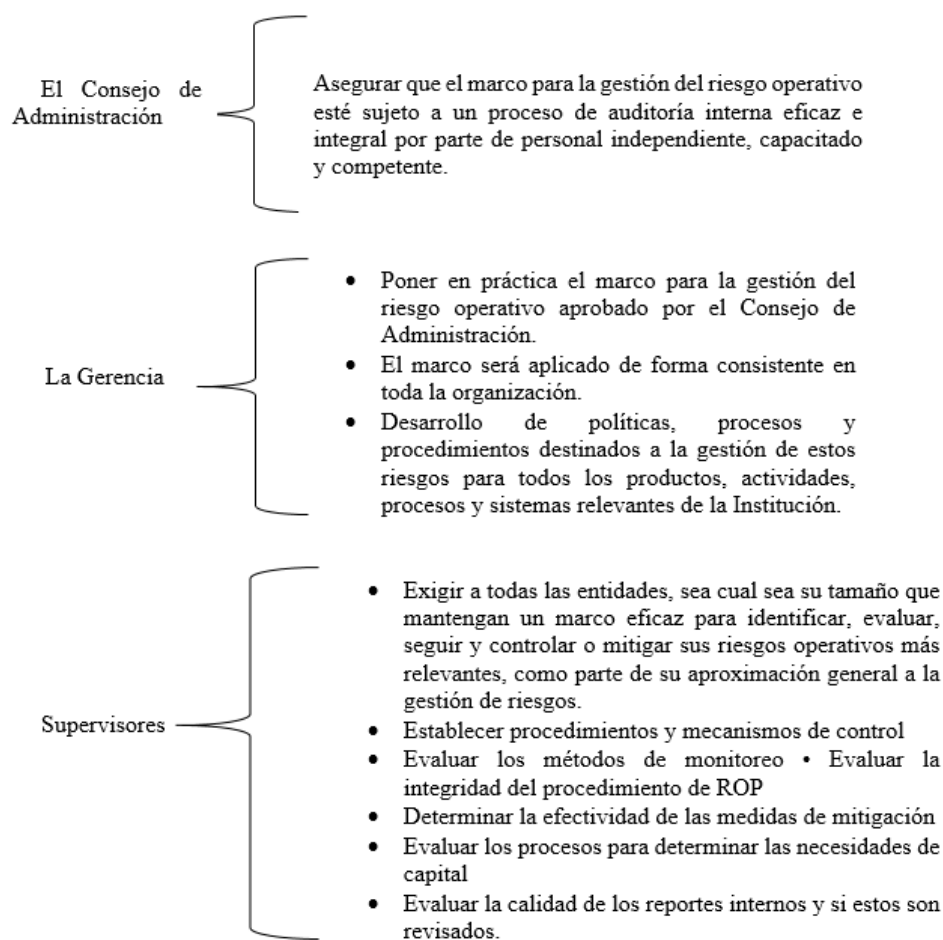 El Consejo de
Administración
Asegurar que el marco para la gestión del riesgo operativo
esté sujeto a un proceso de auditoría interna eficaz e
integral por parte de personal independiente, capacitado
y competente.
La Gerencia
• Poner en práctica el marco para la gestión del
riesgo operativo aprobado por el Consejo de
Administración.
• El marco será aplicado de forma consistente en
toda la organización.
• Desarrollo de políticas, procesos y
procedimientos destinados a la gestión de estos
riesgos para todos los productos, actividades,
procesos y sistemas relevantes de la Institución.
Supervisores
• Exigir a todas las entidades, sea cual sea su tamaño que
mantengan un marco eficaz para identificar, evaluar,
seguir y controlar o mitigar sus riesgos operativos más
relevantes, como parte de su aproximación general a la
gestión de riesgos.
• Establecer procedimientos y mecanismos de control
• Evaluar los métodos de monitoreo • Evaluar la
integridad del procedimiento de ROP
• Determinar la efectividad de las medidas de mitigación
• Evaluar los procesos para determinar las necesidades de
capital
• Evaluar la calidad de los reportes internos y si estos son
revisados.